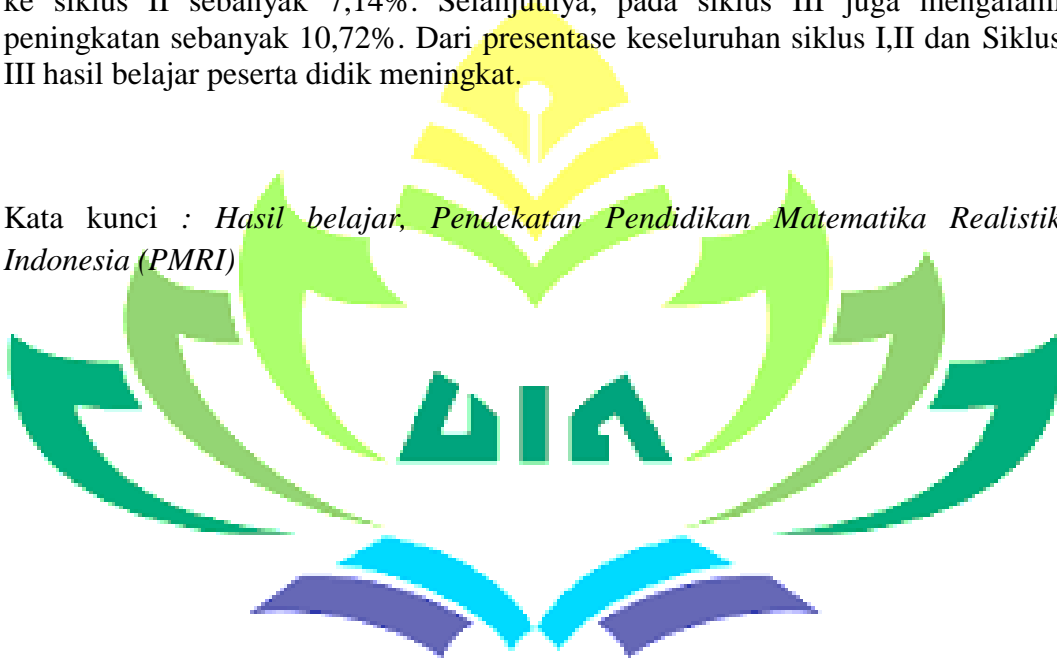 ke siklus II sebanyak 7,14%. Selanjutnya, pada siklus III juga mengalami
peningkatan sebanyak 10,72%. Dari presentase keseluruhan siklus I,II dan Siklus
III hasil belajar peserta didik meningkat.
Kata kunci : Hasil belajar, Pendekatan Pendidikan Matematika Realistik
Indonesia (PMRI)
UIN